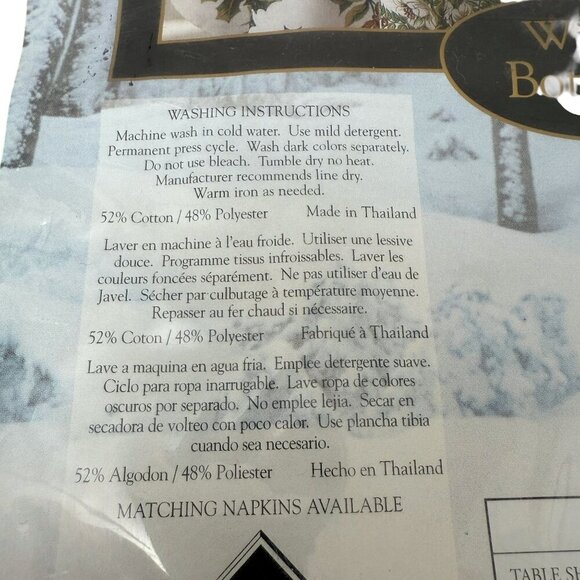 WASHING INSTRUCTIONS
Machine wash in cold water. Use mild detergent.
Permanent press cycle. Wash dark colors separately.
Do not use bleach. Tumble dry no heat.
Manufacturer recommends line dry.
Warm iron as needed.
52% Cotton / 48% Polyester Made in Thailand
Laver en machine à l'eau froide. Utiliser une lessive
douce. Programme tissus infroissables. Laver les
couleurs foncées séparément. Ne pas utiliser d'eau de
Javel. Sécher par culbutage à température moyenne.
Repasser au fer chaud si nécessaire.
52% Coton / 48% Polyester Fabriqué à Thailand
Lave a maquina en agua fria. Emplee detergente suave.
Ciclo para ropa inarrugable. Lave ropa de colores
oscuros por separado. No emplee lejia. Secar en
secadora de volteo con poco calor. Use plancha tibia
cuando sea necesario.
52% Algodon / 48% Poliester Hecho en Thailand
MATCHING NAPKINS AVAILABLE
TABLE